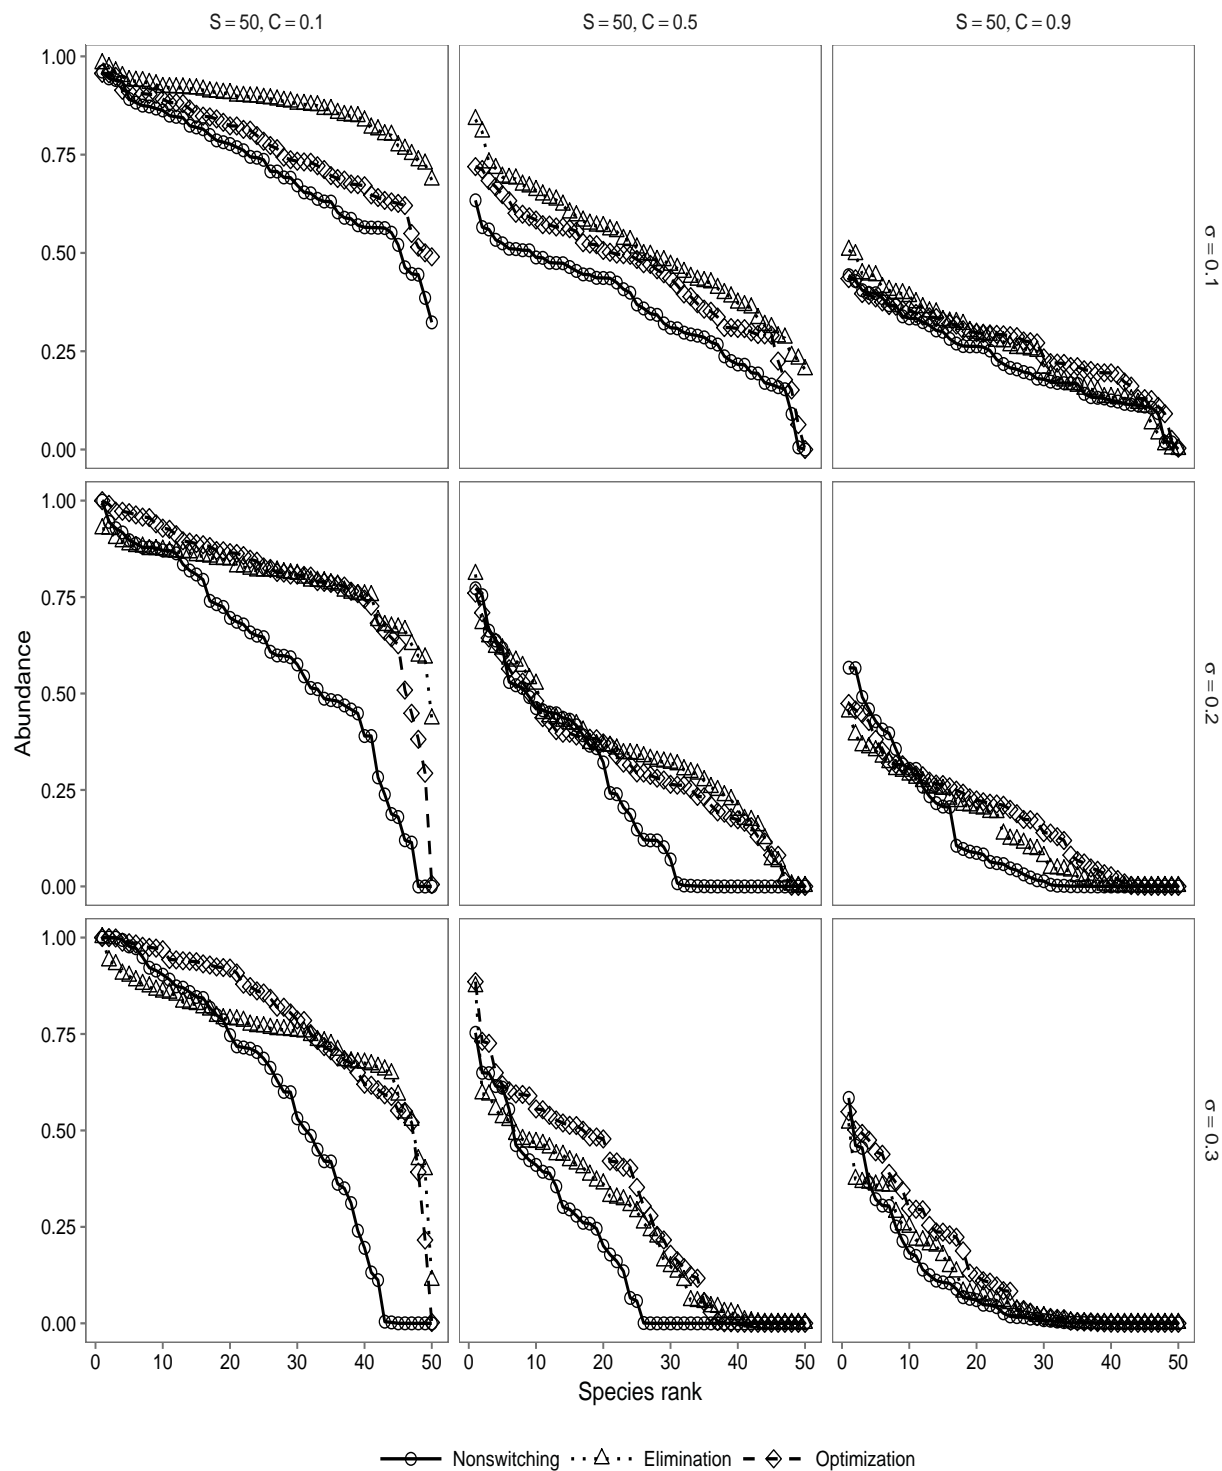 S = 50, C = 0.1 S = 50, C = 0.5 S = 50, C = 0.9
1.00
0.75
0.50
0.25
0.00
σ = 0.1
1.00
0.75
0.50
0.25
0.00
σ = 0.2
1.00
0.75
0.50
0.25
0.00
σ = 0.3
Abundance
0 10 20 30 40 50 0 10 20 30 40 50 0 10 20 30 40 50
Species rank
Nonswitching Elimination Optimization